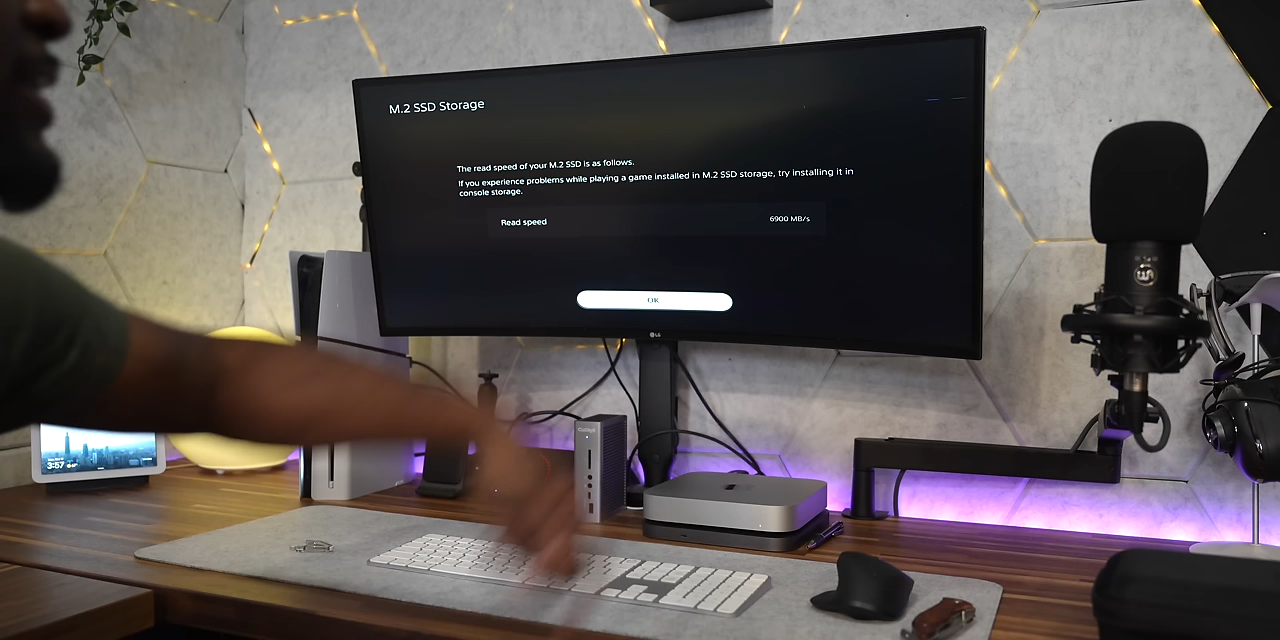 M.2 SSD Storage
The read speed of your M.2 SSD is as follows.
If you experience problems while playing a game installed in M.2 SSD storage, try installing it in
console storage.
Read speed 6900 MB/s
OK
LG
3:57